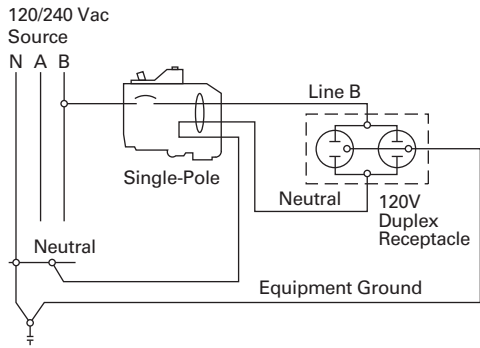 120/240 Vac
Source
N A B
Line B
Single-Pole
Neutral
120V
Duplex
Receptacle
Neutral
Equipment Ground